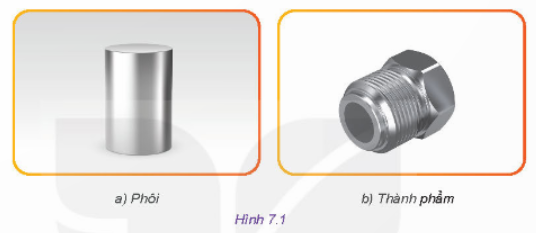 a) Phôi
b) Thành phẩm
Hình 7.1